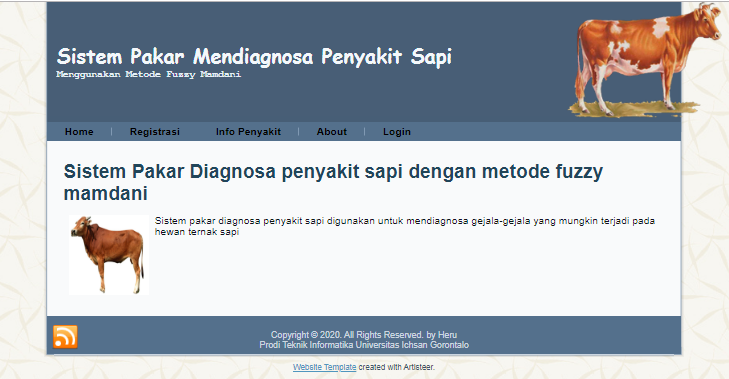 Sistem Pakar Mendiagnosa Penyakit Sapi
Menggunakan Metode Fuzzy Mamdani
Home
Registrasi
Info Penyakit
About
Login
Sistem Pakar Diagnosa penyakit sapi dengan metode fuzzy
mamdani
Sistem pakar diagnosa penyakit sapi digunakan untuk mendiagnosa gejala-gejala yang mungkin terjadi pada
hewan ternak sapi
Copyright © 2020. All Rights Reserved. by Heru
Prodi Teknik Informatika Universitas Ichsan Gorontalo
Website Template created with Artisteer.